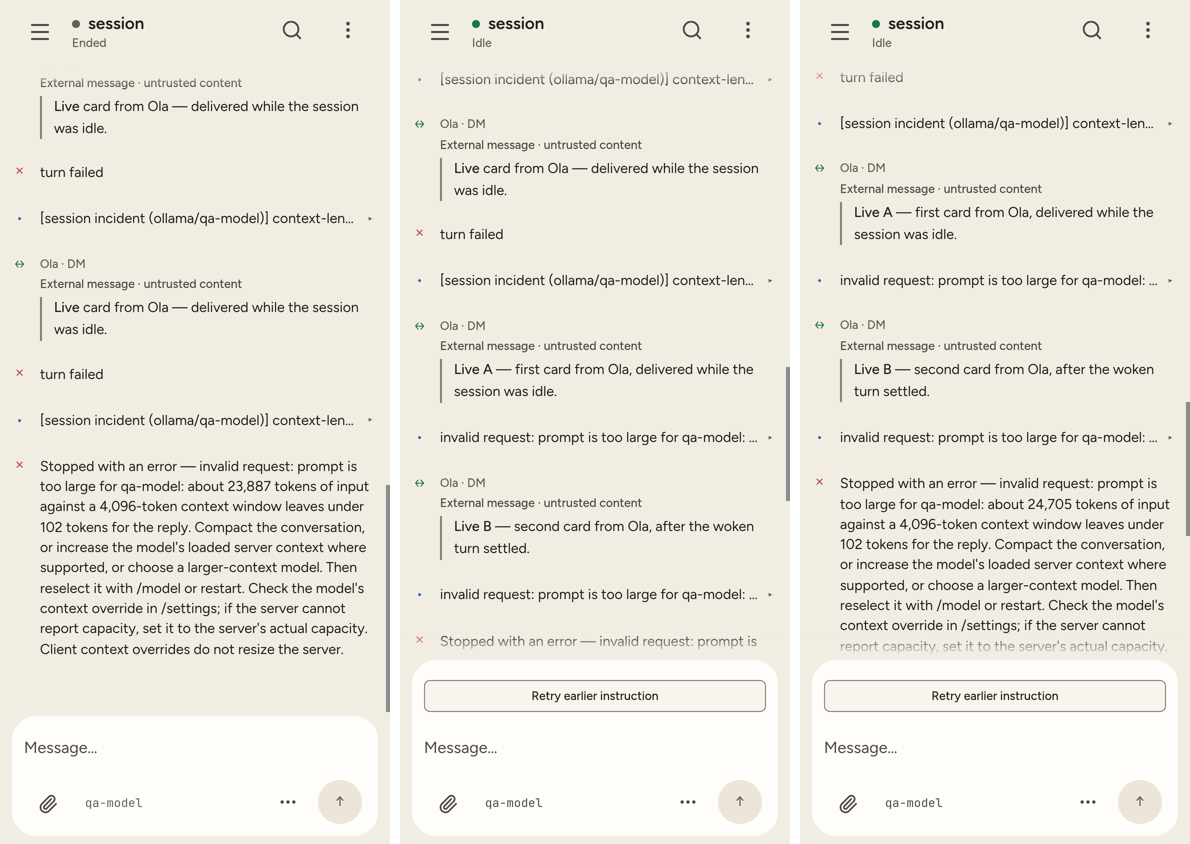 session
Ended
External message · untrusted content
Live card from Ola — delivered while the session
was idle.
turn failed
[session incident (ollama/qa-model)] context-len...
Ola · DM
External message · untrusted content
Live card from Ola — delivered while the session
was idle.
turn failed
[session incident (ollama/qa-model)] context-len...
Stopped with an error — invalid request: prompt is
too large for qa-model: about 23,887 tokens of input
against a 4,096-token context window leaves under
102 tokens for the reply. Compact the conversation,
or increase the model's loaded server context where
supported, or choose a larger-context model. Then
reselect it with /model or restart. Check the model's
context override in /settings; if the server cannot
report capacity, set it to the server's actual capacity.
Client context overrides do not resize the server.
Message...
qa-model
session
Idle
[session incident (ollama/qa-model)] context-len...
Ola · DM
External message · untrusted content
Live card from Ola — delivered while the session
was idle.
turn failed
[session incident (ollama/qa-model)] context-len...
Ola · DM
External message · untrusted content
Live A — first card from Ola, delivered while the
session was idle.
invalid request: prompt is too large for qa-model: ...
Ola · DM
External message · untrusted content
Live B — second card from Ola, after the woken
turn settled.
invalid request: prompt is too large for qa-model: ...
Stopped with an error — invalid request: prompt is
Retry earlier instruction
Message...
qa-model
session
Idle
turn failed
[session incident (ollama/qa-model)] context-len...
Ola · DM
External message · untrusted content
Live A — first card from Ola, delivered while the
session was idle.
invalid request: prompt is too large for qa-model: ...
Ola · DM
External message · untrusted content
Live B — second card from Ola, after the woken
turn settled.
invalid request: prompt is too large for qa-model: ...
Stopped with an error — invalid request: prompt is
too large for qa-model: about 24,705 tokens of input
against a 4,096-token context window leaves under
102 tokens for the reply. Compact the conversation,
or increase the model's loaded server context where
supported, or choose a larger-context model. Then
reselect it with /model or restart. Check the model's
context override in /settings; if the server cannot
report capacity, set it to the server's actual capacity.
Retry earlier instruction
Message...
qa-model